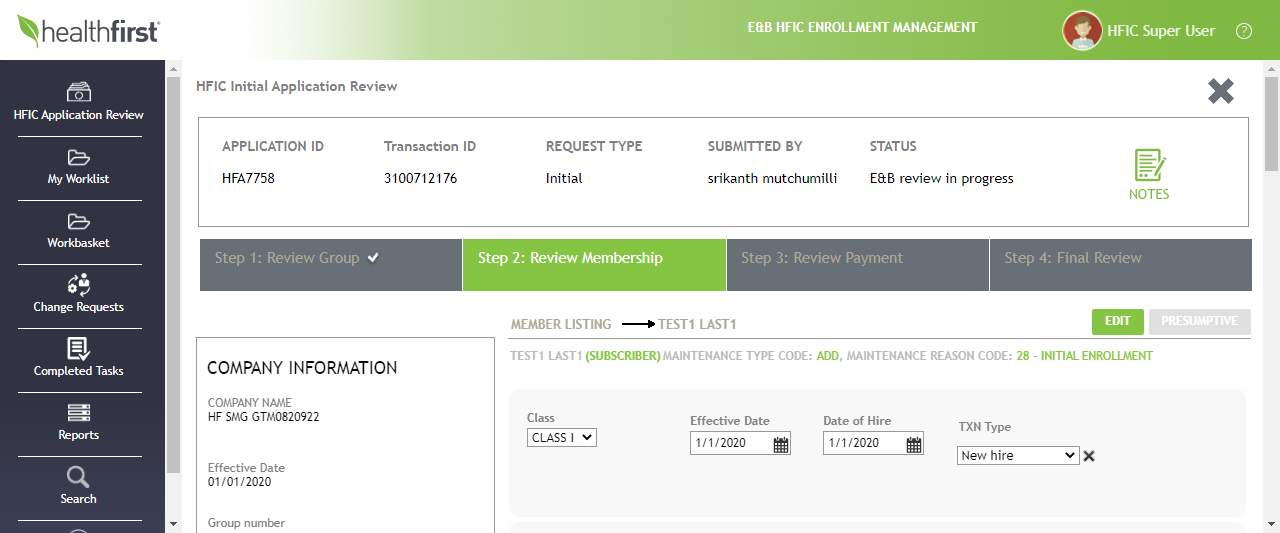 healthfirst
E&B HFIC ENROLLMENT MANAGEMENT
HFIC Super User
?
HFIC Application Review
My Worklist
Workbasket
Change Requests
Completed Tasks
Reports
Search
HFIC Initial Application Review
APPLICATION ID Transaction ID REQUEST TYPE SUBMITTED BY STATUS
HFA7758 3100712176 Initial srikanth mutchumilli E&B review in progress
NOTES
Step 1: Review Group Step 2: Review Membership Step 3: Review Payment Step 4: Final Review
MEMBER LISTING TEST1 LAST1 EDIT PRESUMPTIVE
TEST1 LAST1 (SUBSCRIBER) MAINTENANCE TYPE CODE: ADD, MAINTENANCE REASON CODE: 28 - INITIAL ENROLLMENT
COMPANY INFORMATION
COMPANY NAME
HF SMG GTM0820922
Effective Date
01/01/2020
Group number
Class Effective Date Date of Hire TXN Type
CLASS I 1/1/2020 1/1/2020 New hire